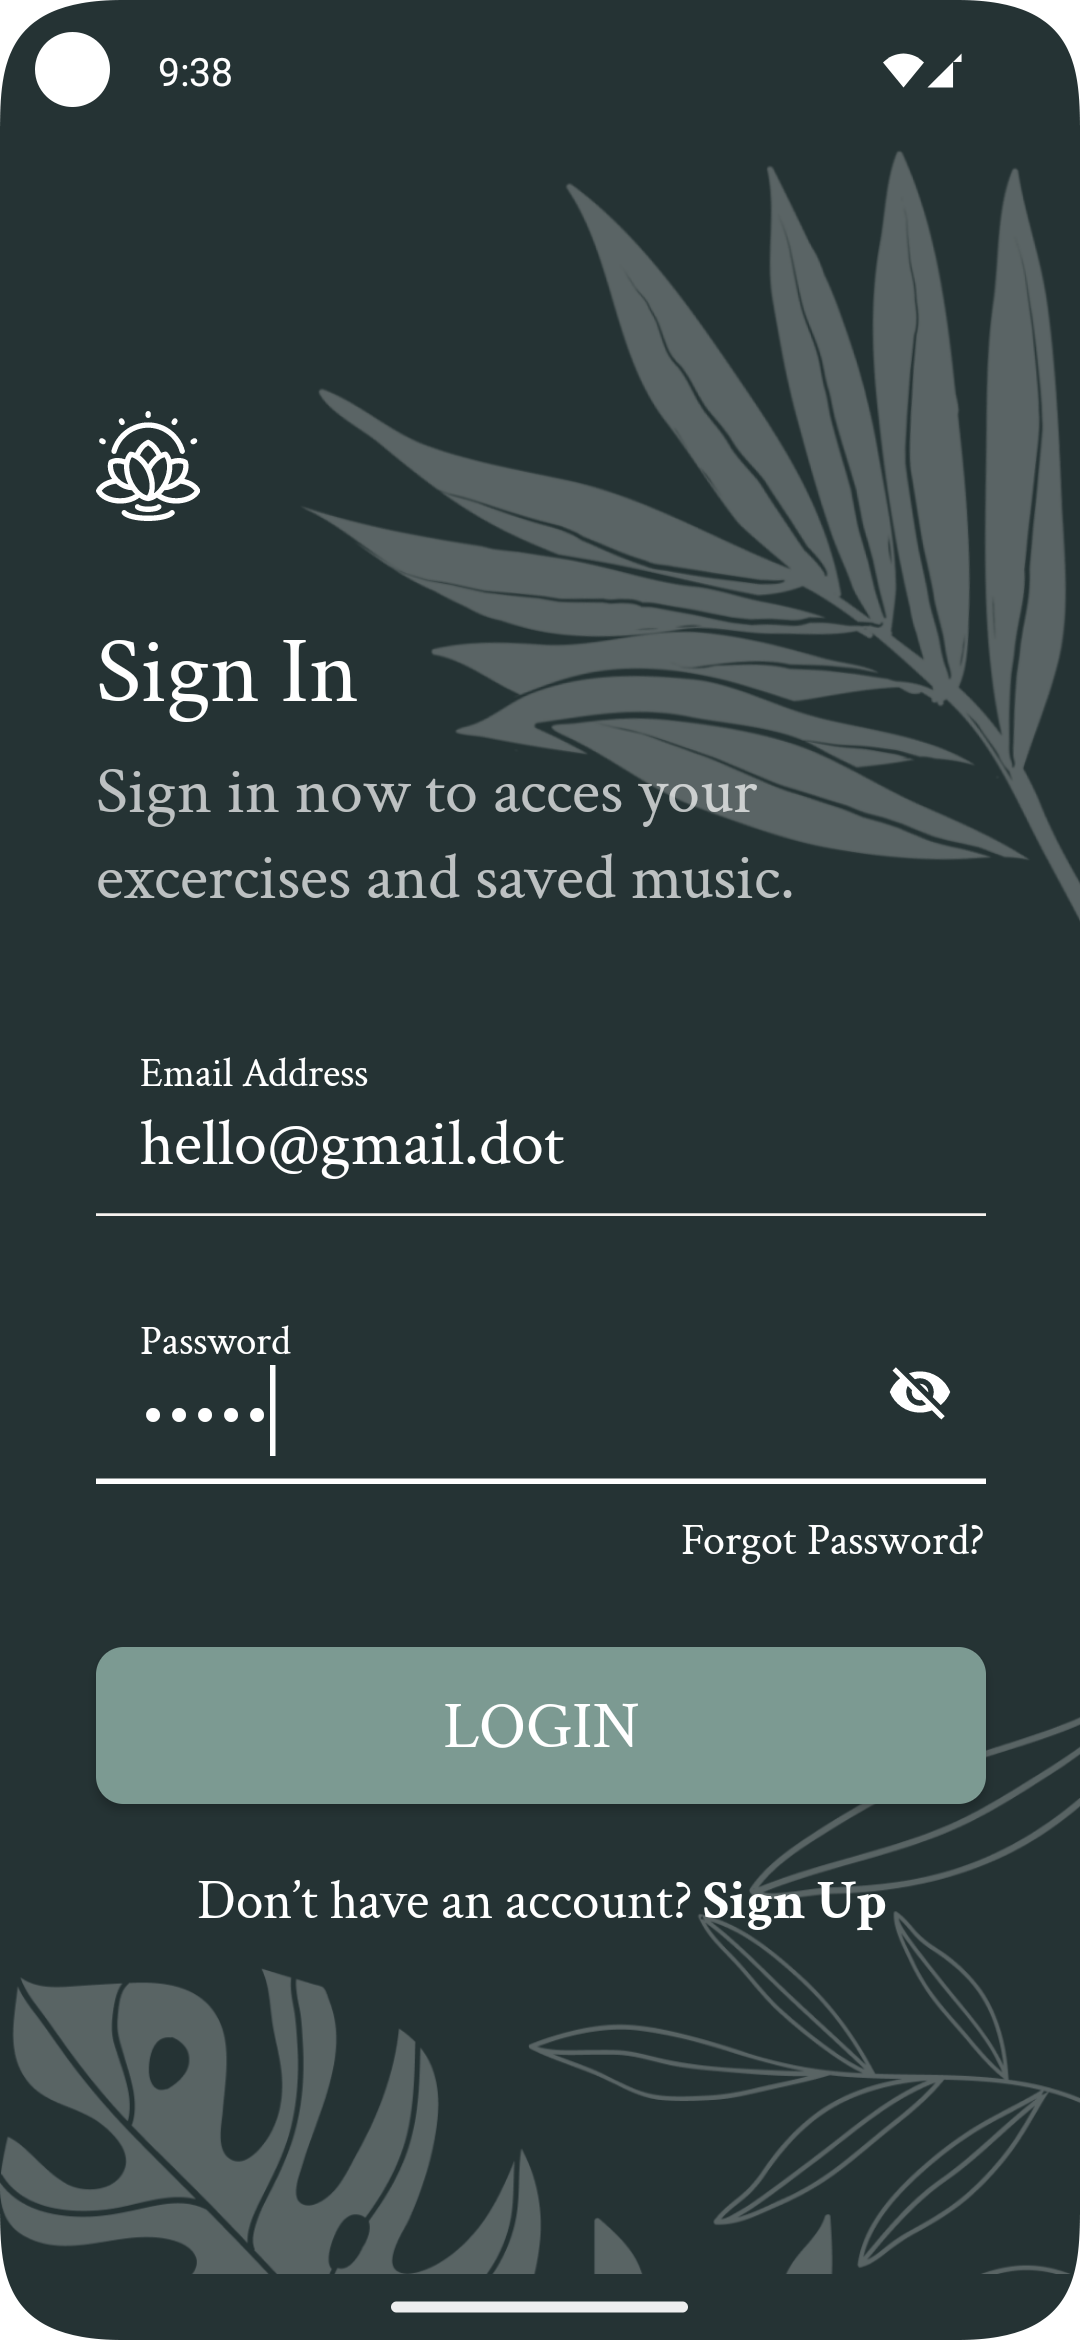 9:38
Sign In
Sign in now to acces your
excercises and saved music.
Email Address
hello@gmail.dot
Password
•••••
Forgot Password?
LOGIN
Don’t have an account? Sign Up